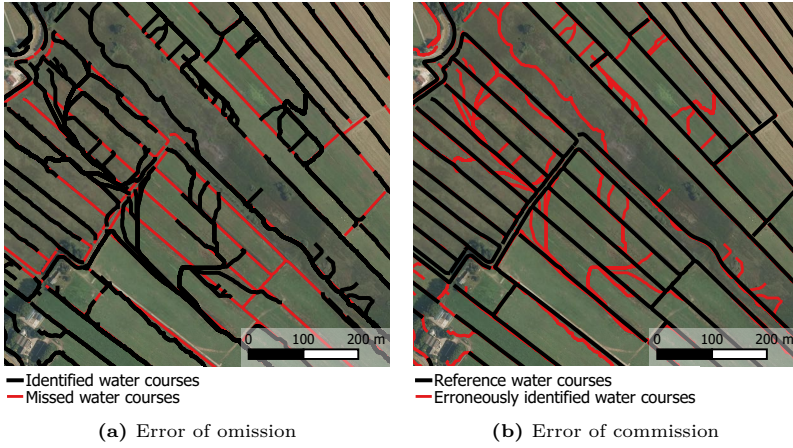 0 100 200 m
0 100 200 m
Identified water courses
Missed water courses
Reference water courses
Erroneously identified water courses
(a) Error of omission
(b) Error of commission